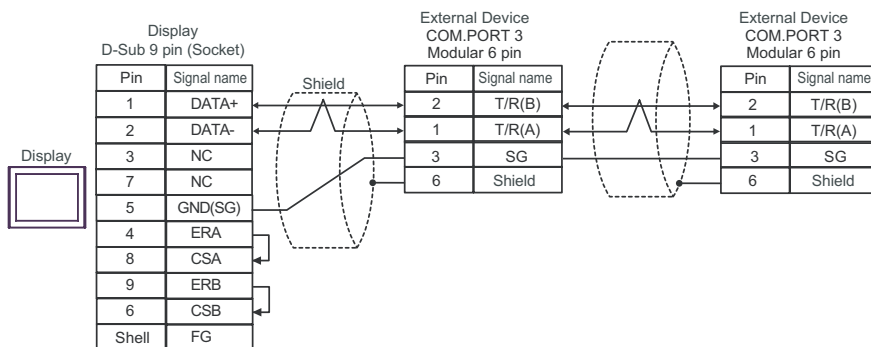 Display
D-Sub 9 pin (Socket)
Pin Signal name
1 DATA+
2 DATA-
3 NC
7 NC
5 GND(SG)
4 ERA
8 CSA
9 ERB
6 CSB
Shell FG
Display
Shield
External Device
COM.PORT 3
Modular 6 pin
Pin Signal name
2 T/R(B)
1 T/R(A)
3 SG
6 Shield
External Device
COM.PORT 3
Modular 6 pin
Pin Signal name
2 T/R(B)
1 T/R(A)
3 SG
6 Shield